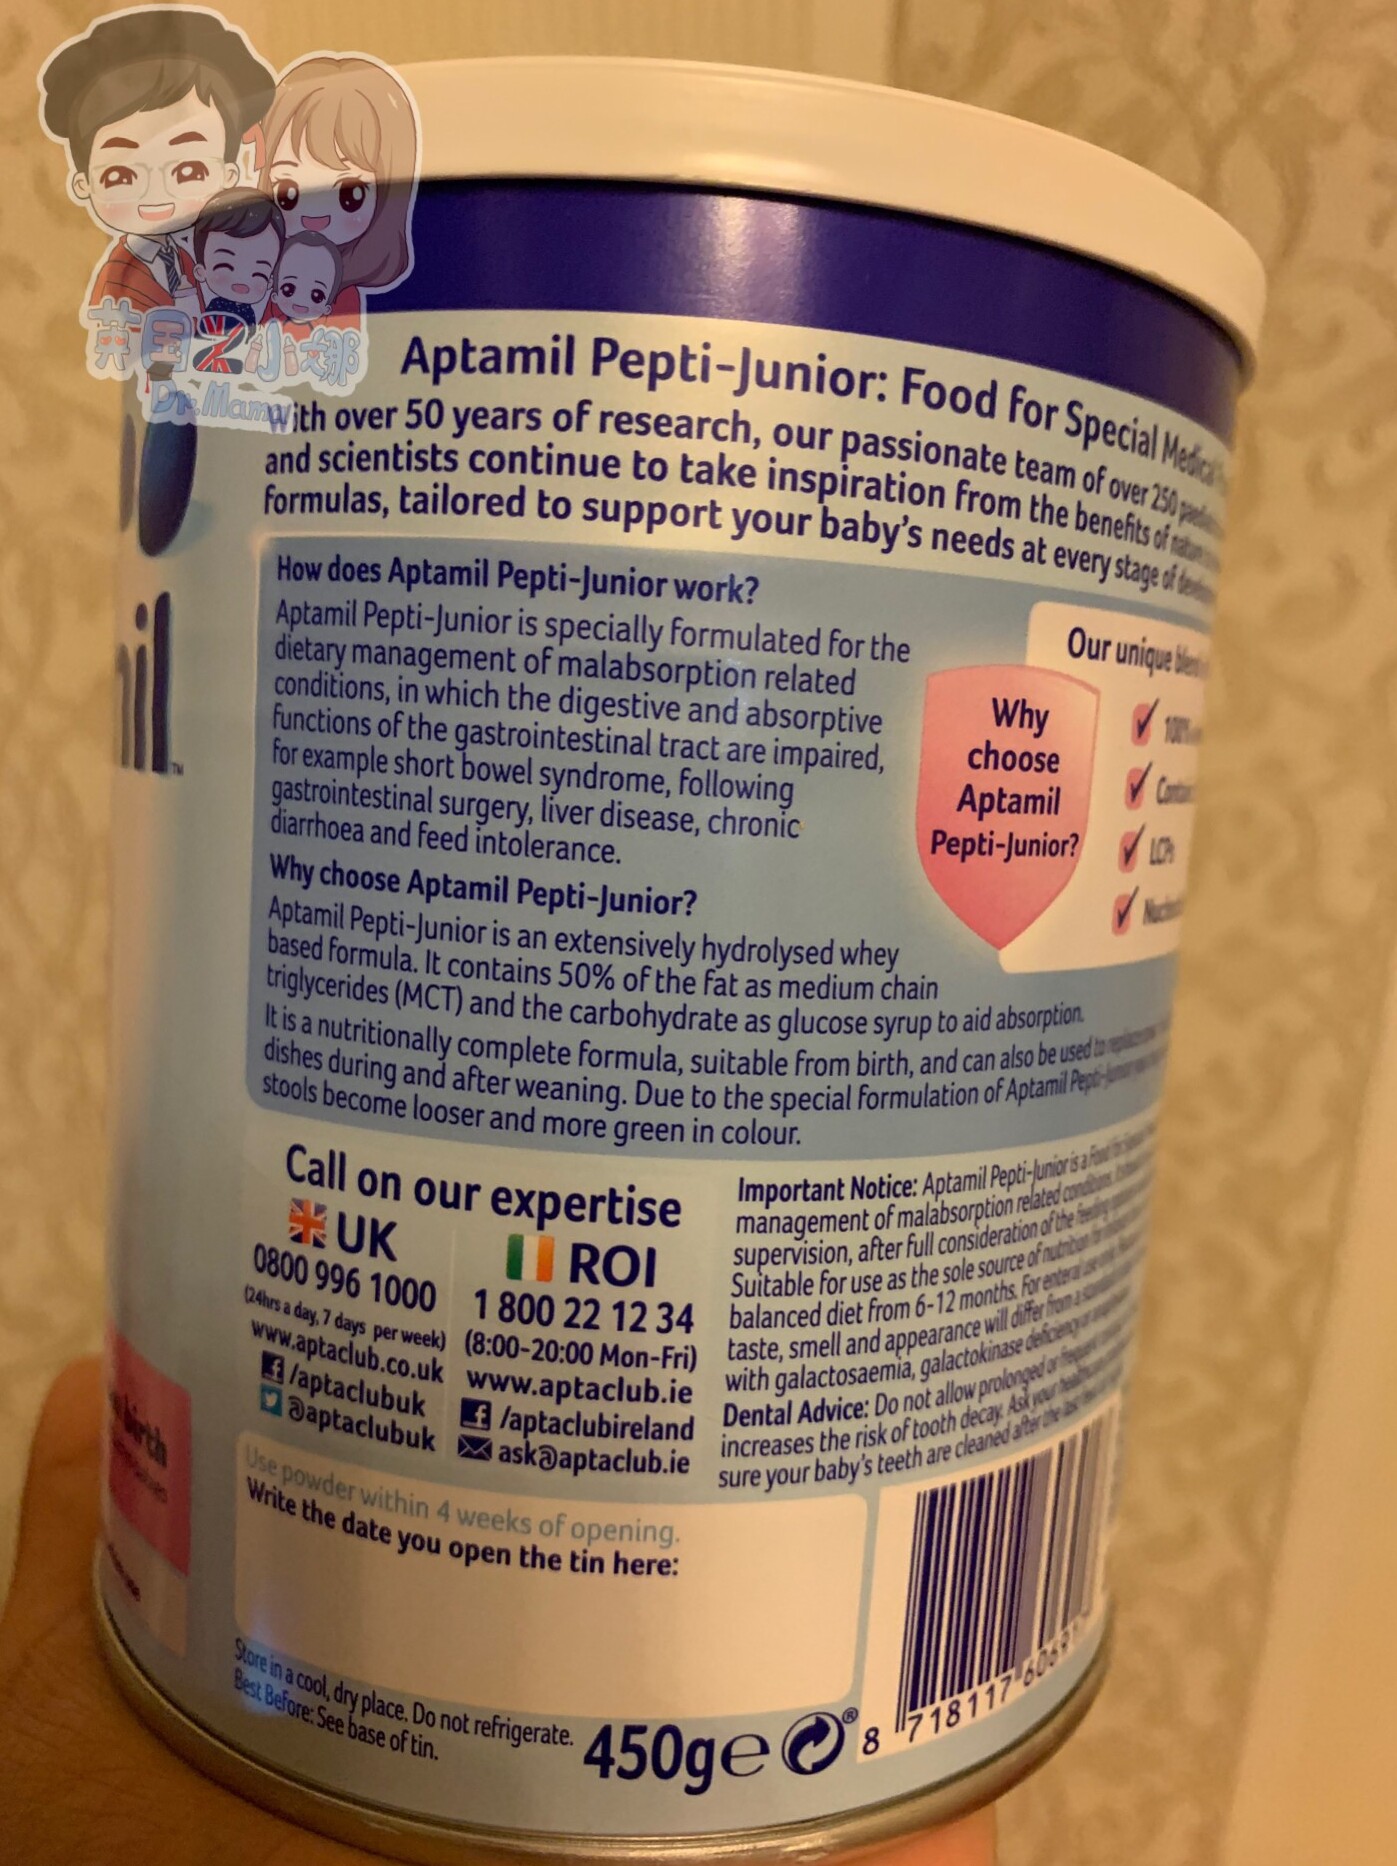 英国之小娜
Dr.Mama
Aptamil Pepti-Junior: Food for Special Medical
With over 50 years of research, our passionate team of over 250
and scientists continue to take inspiration from the benefits of
formulas, tailored to support your baby's needs at every stage of
How does Aptamil Pepti-Junior work?
Aptamil Pepti-Junior is specially formulated for the
dietary management of malabsorption related
conditions, in which the digestive and absorptive
functions of the gastrointestinal tract are impaired,
for example short bowel syndrome, following
gastrointestinal surgery, liver disease, chronic
diarrhoea and feed intolerance.
Why choose Aptamil Pepti-Junior?
Aptamil Pepti-Junior is an extensively hydrolysed whey
based formula. It contains 50% of the fat as medium chain
triglycerides (MCT) and the carbohydrate as glucose syrup to aid absorption.
It is a nutritionally complete formula, suitable from birth, and can also be used to
dishes during and after weaning. Due to the special formulation of Aptamil
stools become looser and more green in colour.
Our unique
Why
choose
Aptamil
Pepti-Junior?
LCPs
Call on our expertise
UK
0800 996 1000
(24hrs a day, 7 days per week)
www.aptaclub.co.uk
/aptaclubuk
@aptaclubuk
ROI
1 800 22 12 34
(8:00-20:00 Mon-Fri)
www.aptaclub.ie
/aptaclubireland
ask@aptaclub.ie
Important Notice: Aptamil Pepti-Junior is a Food
management of malabsorption related conditions.
supervision, after full consideration of the feeding
Suitable for use as the sole source of nutrition
balanced diet from 6-12 months. For enteral use only.
taste, smell and appearance will differ from a
with galactosaemia, galactokinase deficiency
Dental Advice: Do not allow prolonged or frequent
increases the risk of tooth decay. Ask your
sure your baby's teeth are cleaned after the last
Use powder within 4 weeks of opening.
Write the date you open the tin here:
Store in a cool, dry place. Do not refrigerate.
Best Before: See base of tin.
450g℮
®
8 718117
il™
birth